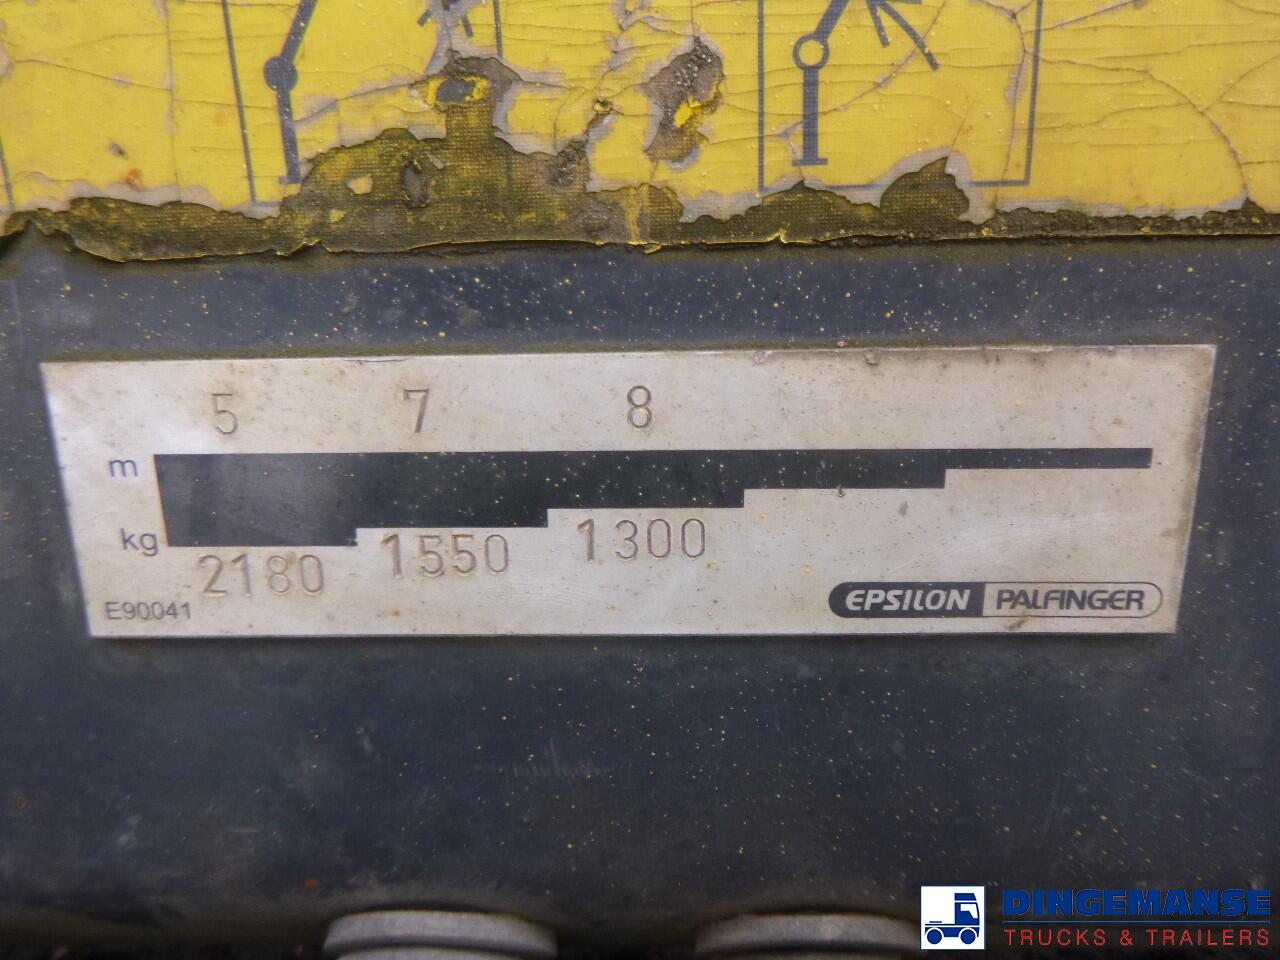 5 7 8
m
kg
2180 1550 1300
E90041
EPSILON PALFINGER
DINGEMANSE
TRUCKS & TRAILERS